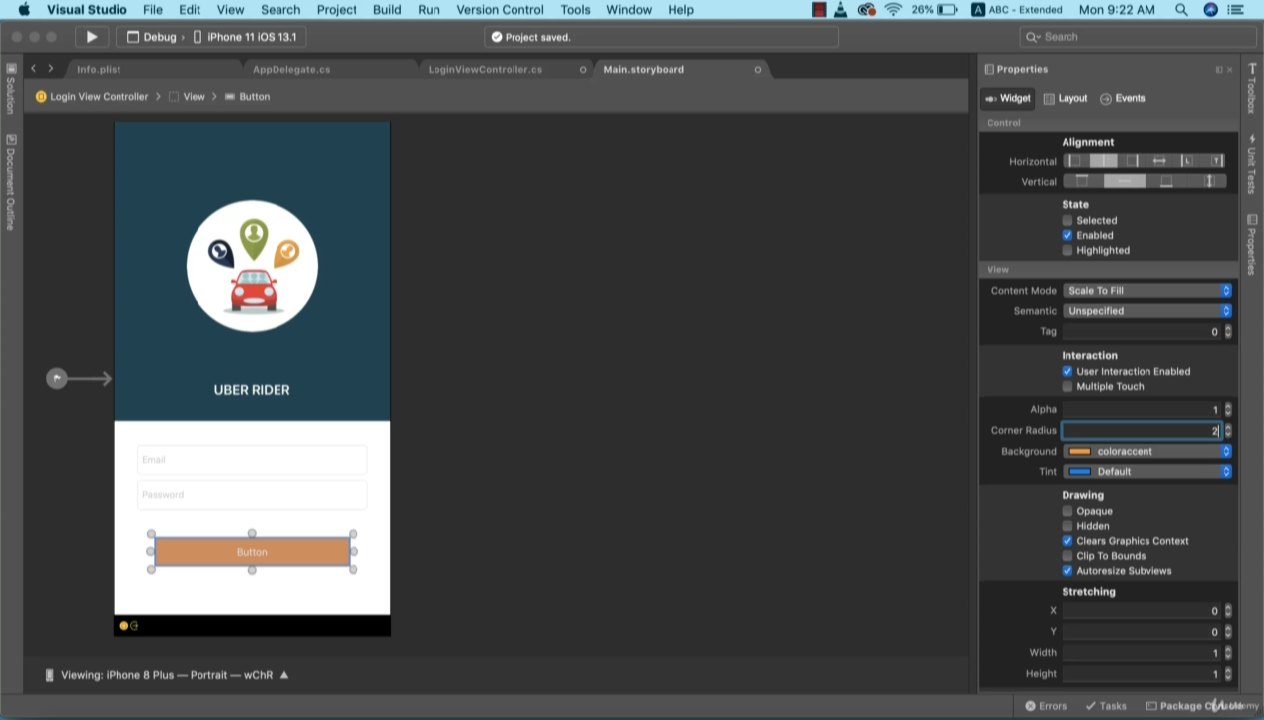 Visual Studio File Edit View Search Project Build Run Version Control Tools Window Help 26% A ABC - Extended Mon 9:22 AM
Debug › iPhone 11 iOS 13.1 Project saved. Search
Info.plist AppDelegate.cs LoginViewController.cs Main.storyboard Properties
Login View Controller > View > Button
Widget Layout Events
Control
Alignment
Horizontal L T
Vertical
State
Selected
Enabled
Highlighted
View
Content Mode Scale To Fill
Semantic Unspecified
Tag 0
Interaction
User Interaction Enabled
Multiple Touch
Alpha 1
Corner Radius 2
Background coloraccent
Tint Default
Drawing
Opaque
Hidden
Clears Graphics Context
Clip To Bounds
Autoresize Subviews
Stretching
X 0
Y 0
Width 1
Height 1
Solution
Document Outline
Toolbox
Unit Tests
Properties
UBER RIDER
Email
Password
Button
Viewing: iPhone 8 Plus — Portrait — wChR
Errors Tasks Package